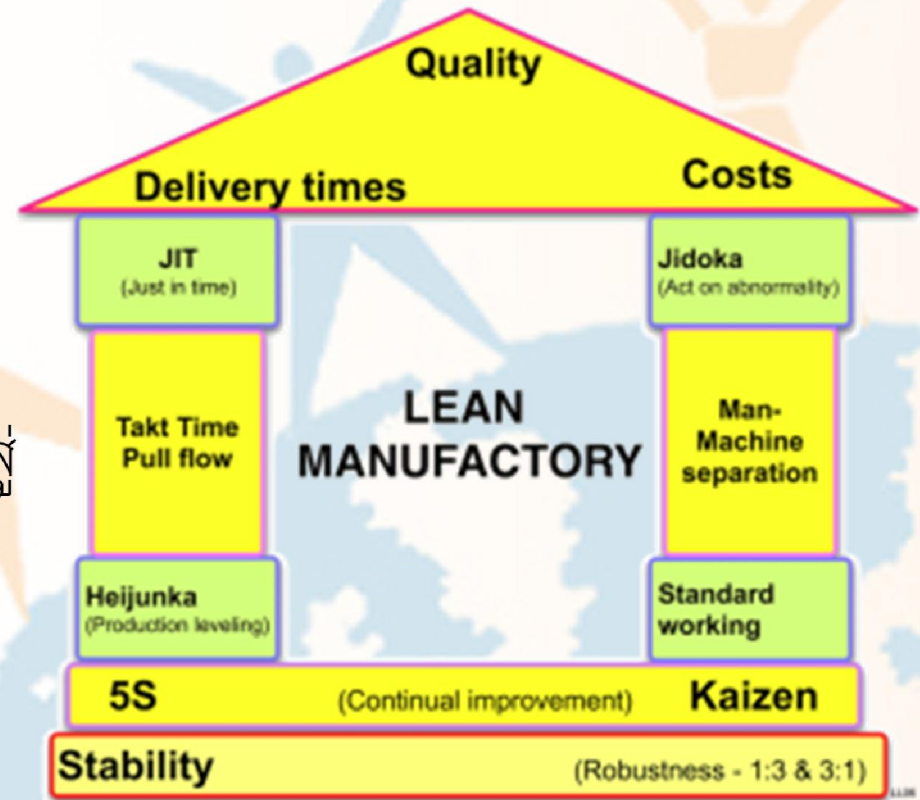 Quality
Delivery times
Costs
JIT
(Just in time)
Jidoka
(Act on abnormality)
Takt Time
Pull flow
LEAN
MANUFACTORY
Man-
Machine
separation
Heijunka
(Production leveling)
Standard
working
5S
(Continual improvement)
Kaizen
Stability
(Robustness - 1:3 & 3:1)